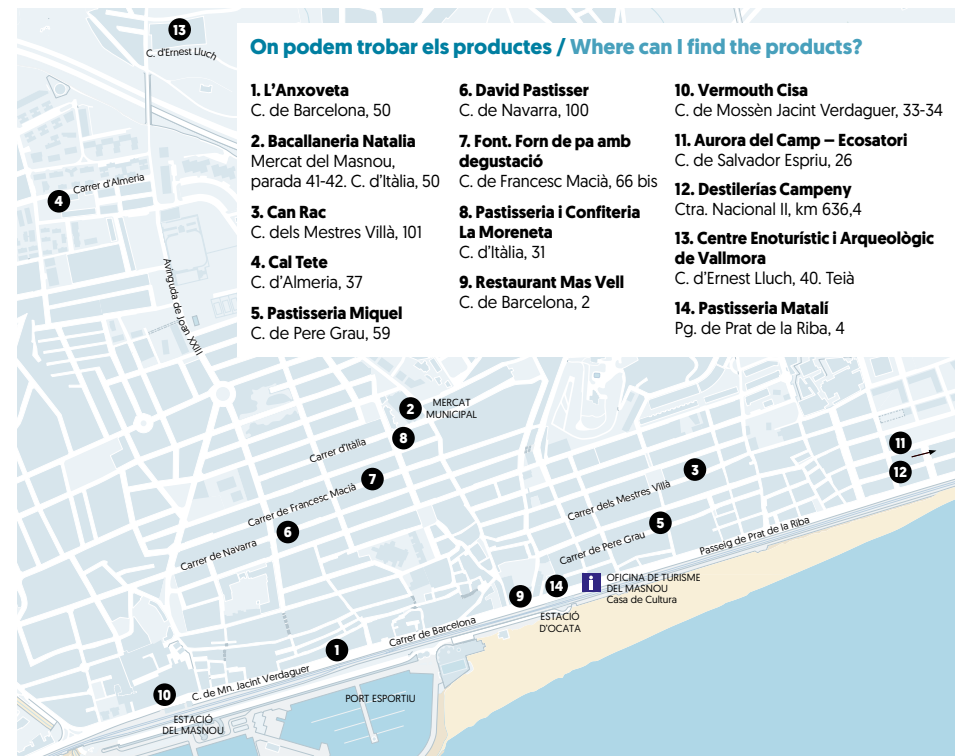 On podem trobar els productes / Where can I find the products?
1. L'Anxoveta
C. de Barcelona, 50
2. Bacallaneria Natalia
Mercat del Masnou,
parada 41-42. C. d'Itàlia, 50
3. Can Rac
C. dels Mestres Villà, 101
4. Cal Tete
C. d'Almeria, 37
5. Pastisseria Miquel
C. de Pere Grau, 59
6. David Pastisser
C. de Navarra, 100
7. Font. Forn de pa amb
degustació
C. de Francesc Macià, 66 bis
8. Pastisseria i Confiteria
La Moreneta
C. d'Itàlia, 31
9. Restaurant Mas Vell
C. de Barcelona, 2
10. Vermouth Cisa
C. de Mossèn Jacint Verdaguer, 33-34
11. Aurora del Camp – Ecosatori
C. de Salvador Espriu, 26
12. Destilerías Campeny
Ctra. Nacional II, km 636,4
13. Centre Enoturístic i Arqueològic
de Vallmora
C. d'Ernest Lluch, 40. Teià
14. Pastisseria Matalí
Pg. de Prat de la Riba, 4
13
C. d'Ernest Lluch
4
Carrer d'Almeria
Avinguda de Joan XXIII
2
MERCAT
MUNICIPAL
8
Carrer d'Itàlia
7
Carrer de Francesc Macià
6
Carrer de Navarra
11
12
3
Carrer dels Mestres Villà
5
Carrer de Pere Grau
Passeig de Prat de la Riba
i
OFICINA DE TURISME
DEL MASNOU
Casa de Cultura
14
9
ESTACIÓ
D'OCATA
Carrer de Barcelona
1
C. de Mn. Jacint Verdaguer
10
PORT ESPORTIU
ESTACIÓ
DEL MASNOU